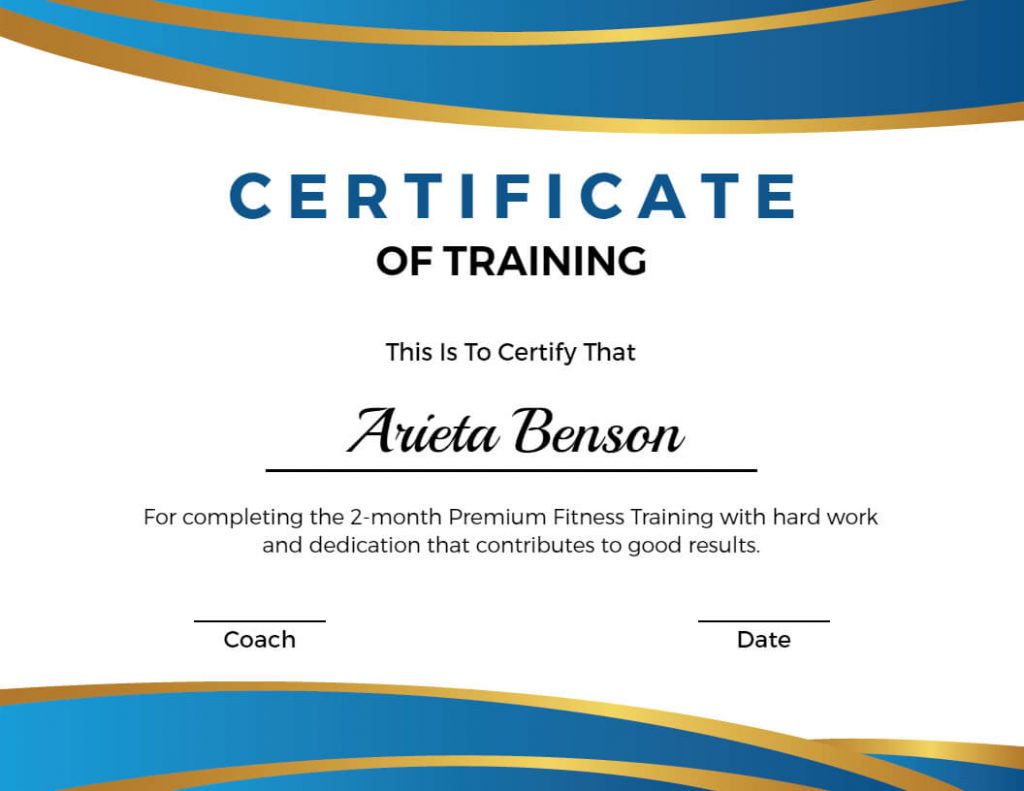 CERTIFICATE
OF TRAINING
This Is To Certify That
Arieta Benson
For completing the 2-month Premium Fitness Training with hard work
and dedication that contributes to good results.
Coach
Date